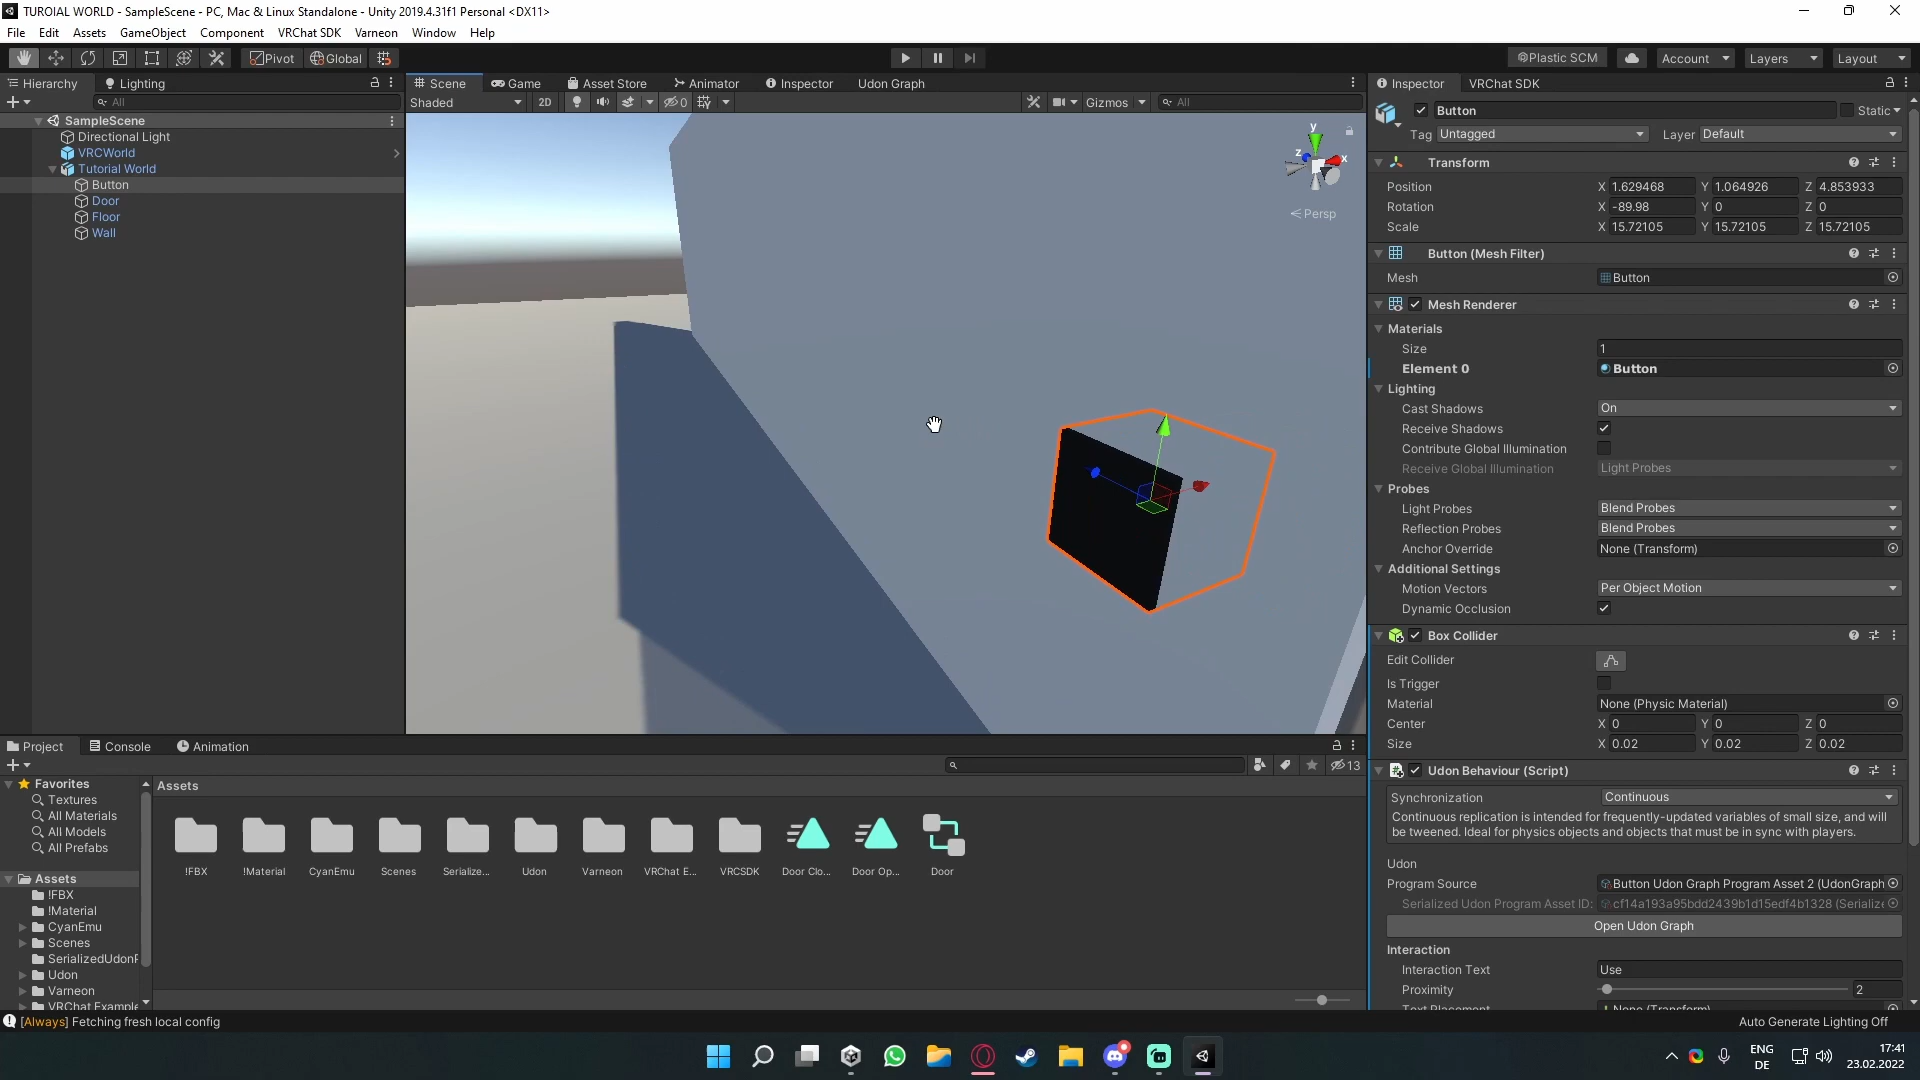 TUROIAL WORLD - SampleScene - PC, Mac & Linux Standalone - Unity 2019.4.31f1 Personal <DX11>
File Edit Assets GameObject Component VRChat SDK Varneon Window Help
Pivot Global Plastic SCM Account Layers Layout
Hierarchy Lighting Scene Game Asset Store Animator Inspector Udon Graph Inspector VRChat SDK
All Shaded 2D 0 Gizmos All
SampleScene
Directional Light
VRCWorld
Tutorial World
Button
Door
Floor
Wall
y
z x
Persp
Button Static
Tag Untagged Layer Default
Transform
Position X 1.629468 Y 1.064926 Z 4.853933
Rotation X -89.98 Y 0 Z 0
Scale X 15.72105 Y 15.72105 Z 15.72105
Button (Mesh Filter)
Mesh Button
Mesh Renderer
Materials
Size 1
Element 0 Button
Lighting
Cast Shadows On
Receive Shadows
Contribute Global Illumination
Receive Global Illumination Light Probes
Probes
Light Probes Blend Probes
Reflection Probes Blend Probes
Anchor Override None (Transform)
Additional Settings
Motion Vectors Per Object Motion
Dynamic Occlusion
Box Collider
Edit Collider
Is Trigger
Material None (Physic Material)
Center X 0 Y 0 Z 0
Size X 0.02 Y 0.02 Z 0.02
Udon Behaviour (Script)
Synchronization Continuous
Continuous replication is intended for frequently-updated variables of small size, and will
be tweened. Ideal for physics objects and objects that must be in sync with players.
Udon
Program Source Button Udon Graph Program Asset 2 (UdonGraph
Serialized Udon Program Asset ID: cf14a193a95bdd2439b1d15edf4b1328 (Serialize
Open Udon Graph
Interaction
Interaction Text Use
Proximity 2
Text Placement None (Transform)
Project Console Animation
13
Favorites
Textures
All Materials
All Models
All Prefabs
Assets
!FBX
!Material
CyanEmu
Scenes
SerializedUdonP
Udon
Varneon
VRChat Example
Assets
!FBX !Material CyanEmu Scenes Serialize... Udon Varneon VRChat E... VRCSDK Door Clo... Door Op... Door
[Always] Fetching fresh local config Auto Generate Lighting Off
ENG
DE
17:41
23.02.2022